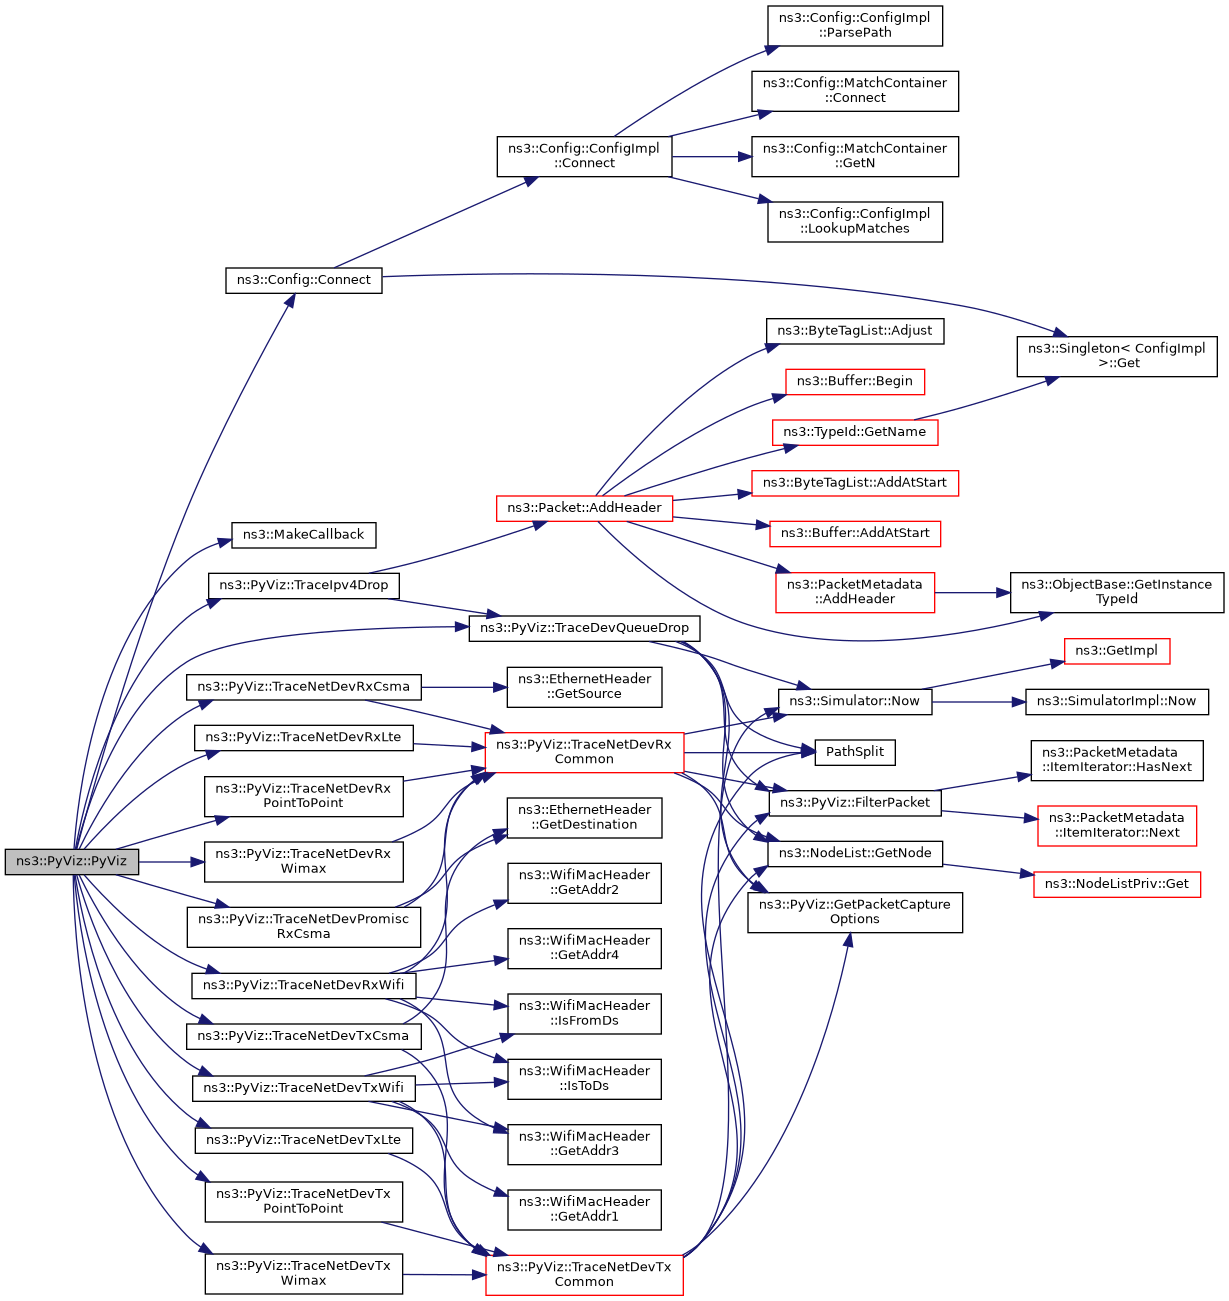 ns3::Config::ConfigImpl
::ParsePath
ns3::Config::MatchContainer
::Connect
ns3::Config::ConfigImpl
::Connect
ns3::Config::MatchContainer
::GetN
ns3::Config::ConfigImpl
::LookupMatches
ns3::Config::Connect
ns3::ByteTagList::Adjust
ns3::Singleton< ConfigImpl
>::Get
ns3::Buffer::Begin
ns3::TypeId::GetName
ns3::ByteTagList::AddAtStart
ns3::Packet::AddHeader
ns3::Buffer::AddAtStart
ns3::MakeCallback
ns3::PyViz::TraceIpv4Drop
ns3::PacketMetadata
::AddHeader
ns3::ObjectBase::GetInstance
TypeId
ns3::PyViz::TraceDevQueueDrop
ns3::GetImpl
ns3::PyViz::TraceNetDevRxCsma
ns3::EthernetHeader
::GetSource
ns3::Simulator::Now
ns3::SimulatorImpl::Now
ns3::PyViz::TraceNetDevRxLte
ns3::PyViz::TraceNetDevRx
Common
PathSplit
ns3::PacketMetadata
::ItemIterator::HasNext
ns3::PyViz::TraceNetDevRx
PointToPoint
ns3::PyViz::FilterPacket
ns3::EthernetHeader
::GetDestination
ns3::PacketMetadata
::ItemIterator::Next
ns3::PyViz::PyViz
ns3::PyViz::TraceNetDevRx
Wimax
ns3::NodeList::GetNode
ns3::WifiMacHeader
::GetAddr2
ns3::NodeListPriv::Get
ns3::PyViz::TraceNetDevPromisc
RxCsma
ns3::PyViz::GetPacketCapture
Options
ns3::WifiMacHeader
::GetAddr4
ns3::PyViz::TraceNetDevRxWifi
ns3::WifiMacHeader
::IsFromDs
ns3::PyViz::TraceNetDevTxCsma
ns3::WifiMacHeader
::IsToDs
ns3::PyViz::TraceNetDevTxWifi
ns3::WifiMacHeader
::GetAddr3
ns3::PyViz::TraceNetDevTxLte
ns3::PyViz::TraceNetDevTx
PointToPoint
ns3::WifiMacHeader
::GetAddr1
ns3::PyViz::TraceNetDevTx
Wimax
ns3::PyViz::TraceNetDevTx
Common